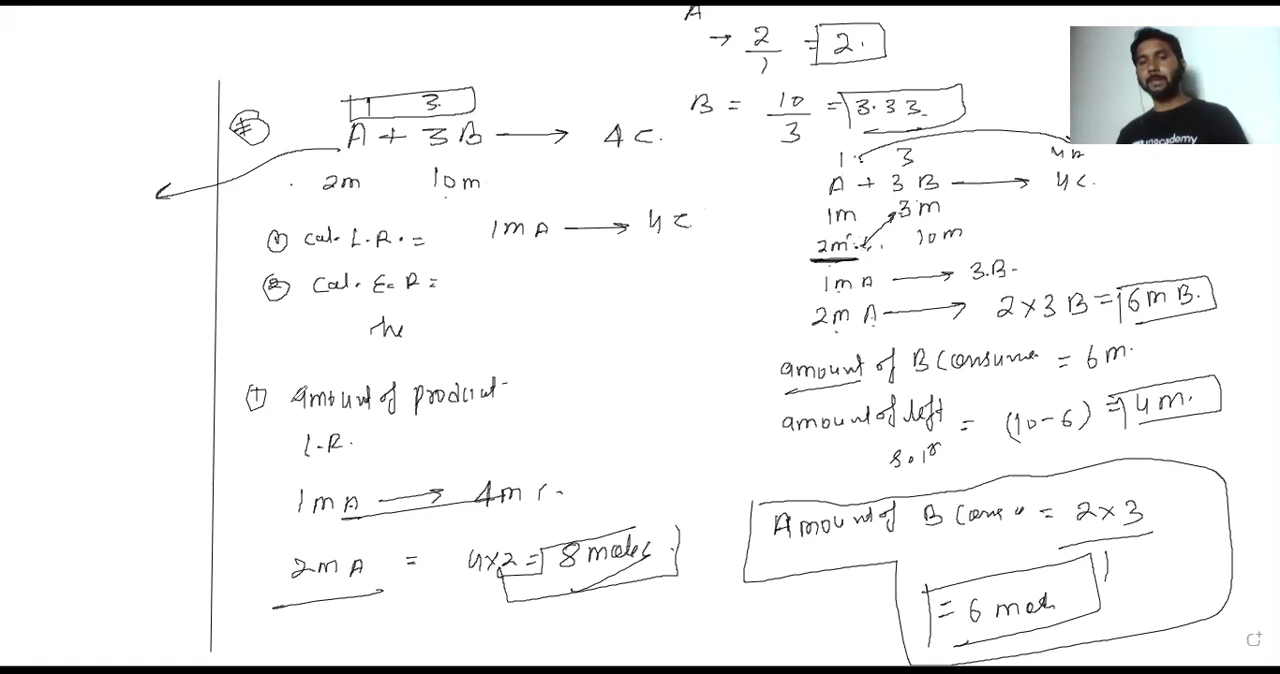 1 3.
A + 3B → 4C.
2m 10m
① Cal. L.R. =
1m A → 4C
② Cal. E.R =
the
① Amount of product
L.R.
1m A → 4m C.
2m A = 4×2 = 8 moles
A
→ 2/1 = 2.
B = 10/3 = 3.33
unacademy
1 3
A + 3B → 4C.
1m 3m
2m 10m
1m A → 3.B.
2m A → 2×3 B = 6m B.
amount of B consume = 6m.
amount of left = (10-6) = 4m.
Amount of B = 2×3
= 6